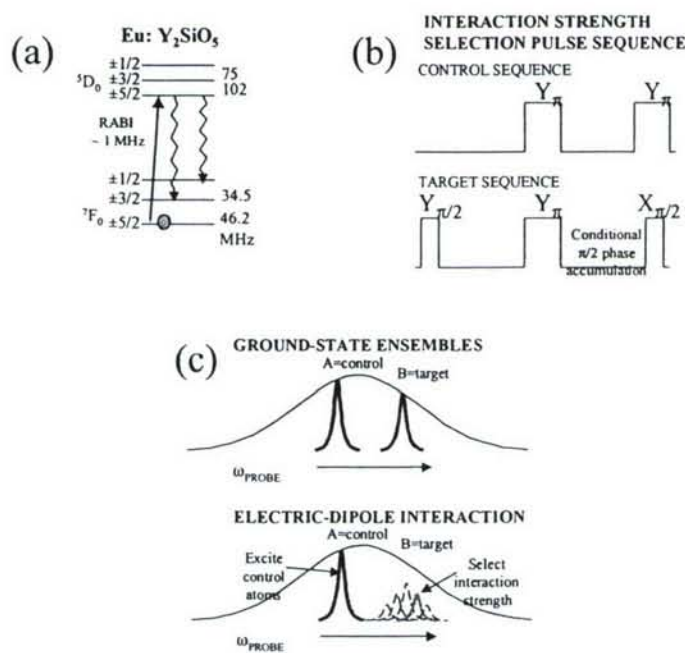 (a)
Eu: Y₂SiO₅
±1/2
⁵D₀ ±3/2 75
±5/2 102
RABI
~ 1 MHz
±1/2
±3/2 34.5
⁷F₀ ±5/2 46.2
MHz
(b)
INTERACTION STRENGTH
SELECTION PULSE SEQUENCE
CONTROL SEQUENCE
Yπ Yπ
TARGET SEQUENCE
Yπ/2 Yπ Xπ/2
Conditional
π/2 phase
accumulation
(c)
GROUND-STATE ENSEMBLES
A=control
B=target
ωPROBE
ELECTRIC-DIPOLE INTERACTION
A=control
B=target
Excite
control
atoms
Select
interaction
strength
ωPROBE